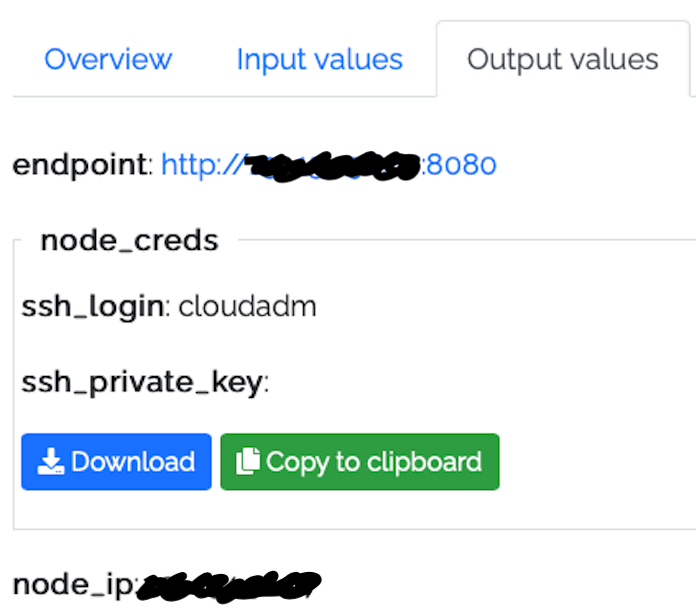 Overview Input values Output values
endpoint: http:// :8080
node_creds
ssh_login: cloudadm
ssh_private_key:
Download Copy to clipboard
node_ip: